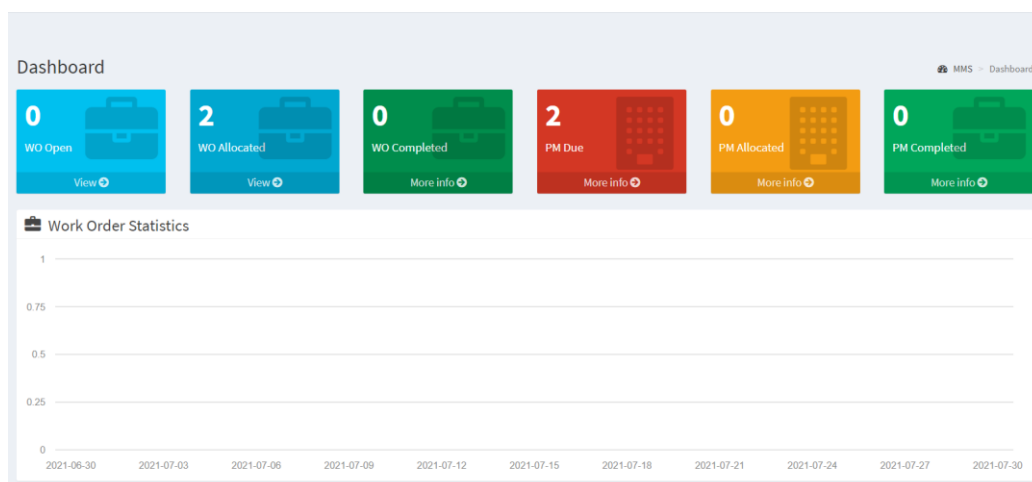 Dashboard
MMS > Dashboard
0
WO Open
View
2
WO Allocated
View
0
WO Completed
More info
2
PM Due
More info
0
PM Allocated
More info
0
PM Completed
More info
Work Order Statistics
1
0.75
0.5
0.25
0
2021-06-30 2021-07-03 2021-07-06 2021-07-09 2021-07-12 2021-07-15 2021-07-18 2021-07-21 2021-07-24 2021-07-27 2021-07-30